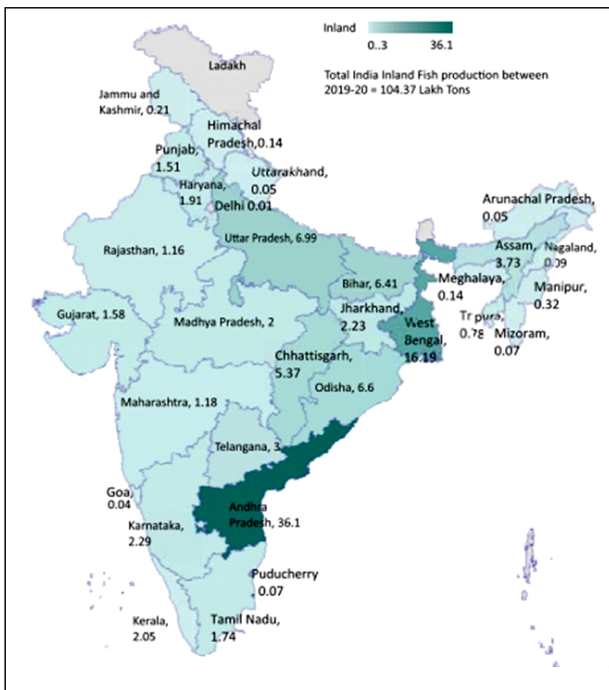 Inland
0..3 36.1
Total India Inland Fish production between
2019-20 = 104.37 Lakh Tons
Ladakh
Jammu and
Kashmir, 0.21
Himachal
Pradesh,0.14
Punjab,
1.51
Uttarakhand,
0.05
Haryana,
1.91
Delhi 0.01
Arunachal Pradesh,
0.05
Rajasthan, 1.16
Uttar Pradesh, 6.99
Assam,
3.73
Nagaland,
0.09
Bihar, 6.41
Meghalaya,
0.14
Manipur,
0.32
Gujarat, 1.58
Madhya Pradesh, 2
Jharkhand,
2.23
West
Bengal,
16.19
Tripura,
0.78
Mizoram,
0.07
Chhattisgarh,
5.37
Odisha, 6.6
Maharashtra, 1.18
Telangana, 3
Goa,
0.04
Andhra
Pradesh, 36.1
Karnataka,
2.29
Puducherry
0.07
Kerala,
2.05
Tamil Nadu,
1.74